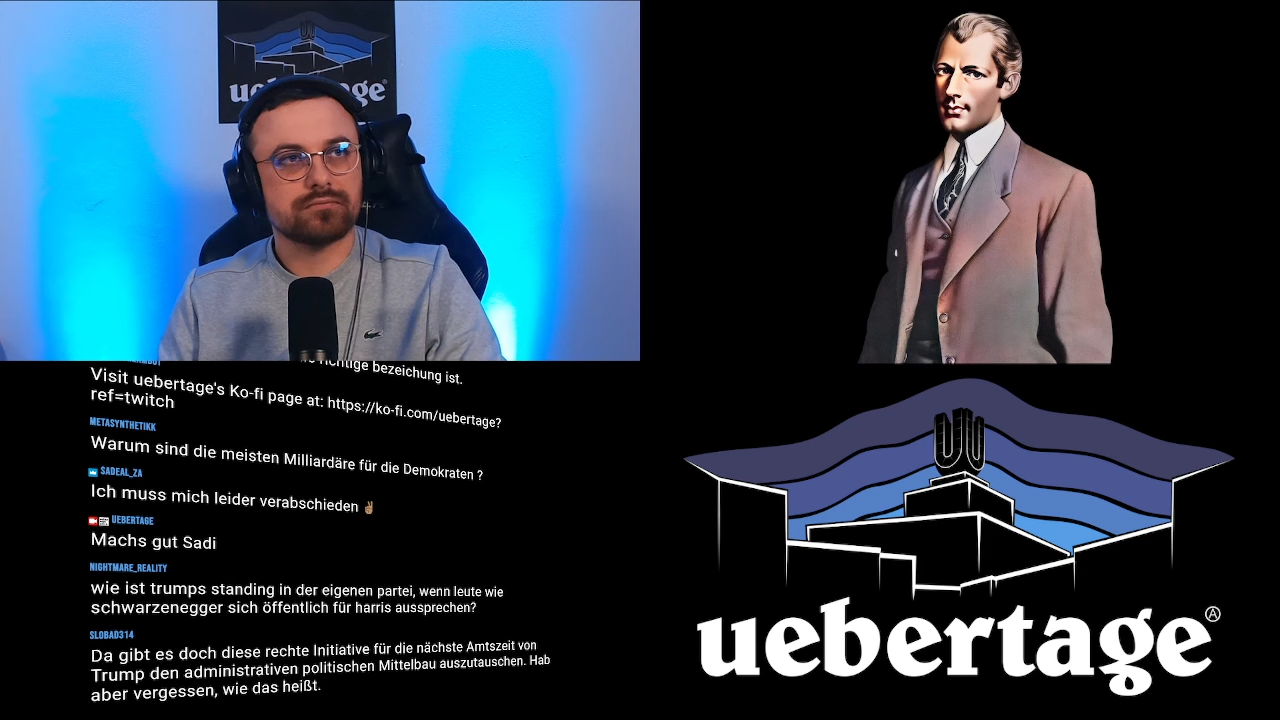 uebertage
richtige bezeichung ist.
Visit uebertage's Ko-fi page at: https://ko-fi.com/uebertage?
ref=twitch
METASYNTHETIKK
Warum sind die meisten Milliardäre für die Demokraten ?
SADEAL_ZA
Ich muss mich leider verabschieden ✌🏽
UEBERTAGE
Machs gut Sadi
NIGHTMARE_REALITY
wie ist trumps standing in der eigenen partei, wenn leute wie
schwarzenegger sich öffentlich für harris aussprechen?
SLOBAD314
Da gibt es doch diese rechte Initiative für die nächste Amtszeit von
Trump den administrativen politischen Mittelbau auszutauschen. Hab
aber vergessen, wie das heißt.
U
uebertage Ⓐ